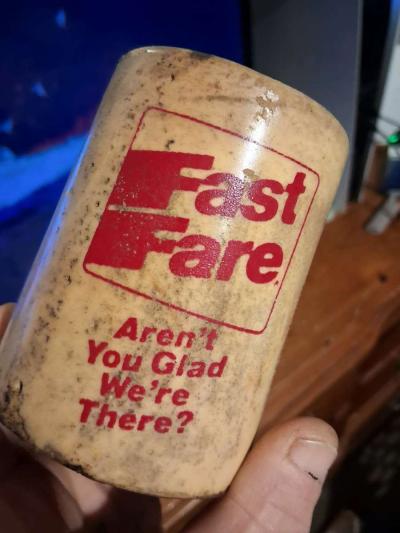 Fast
Fare
Aren't
You Glad
We're
There?